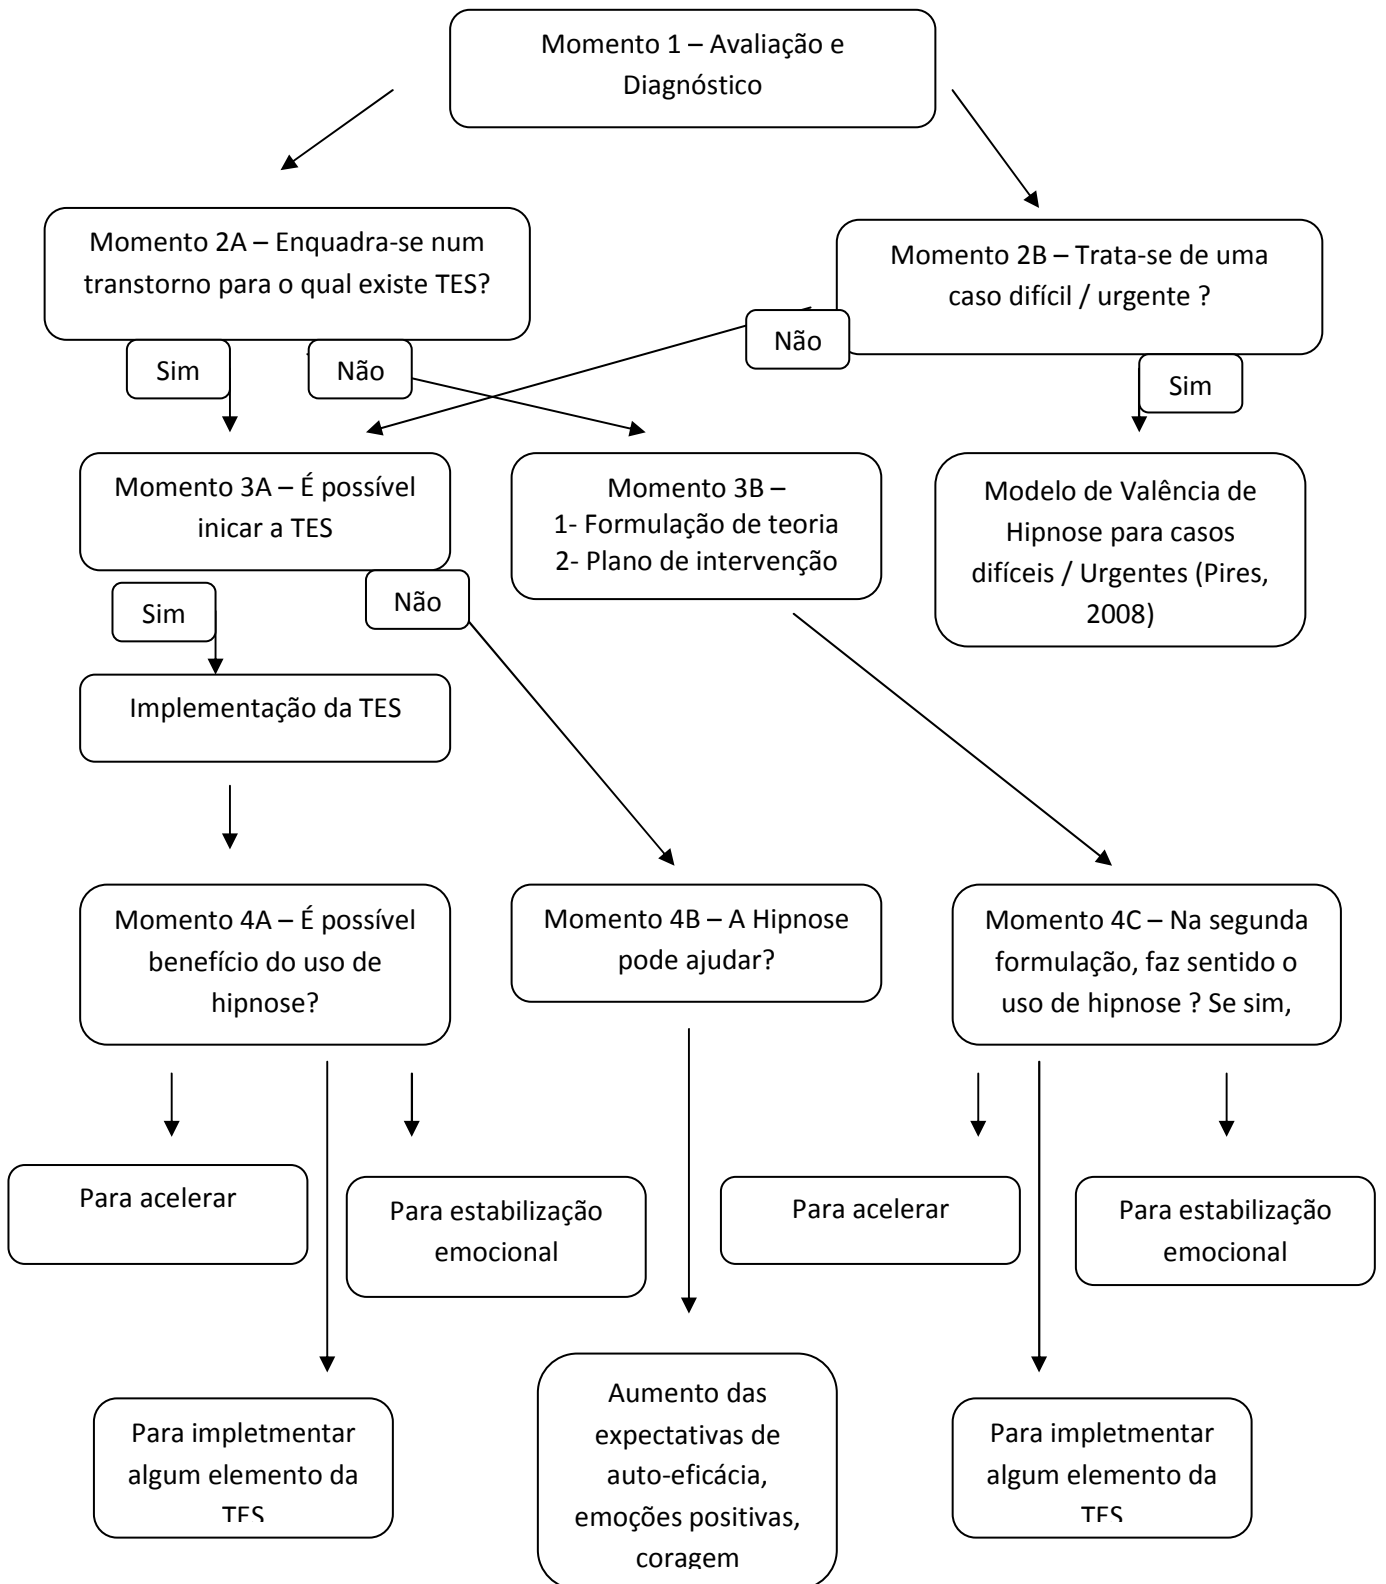 Momento 1 – Avaliação e
Diagnóstico
Momento 2A – Enquadra-se num
transtorno para o qual existe TES?
Momento 2B – Trata-se de uma
caso difícil / urgente ?
Sim
Não
Não
Sim
Momento 3A – É possível
inicar a TES
Momento 3B –
1- Formulação de teoria
2- Plano de intervenção
Modelo de Valência de
Hipnose para casos
difíceis / Urgentes (Pires,
2008)
Sim
Não
Implementação da TES
Momento 4A – É possível
benefício do uso de
hipnose?
Momento 4B – A Hipnose
pode ajudar?
Momento 4C – Na segunda
formulação, faz sentido o
uso de hipnose ? Se sim,
Para acelerar
Para estabilização
emocional
Para acelerar
Para estabilização
emocional
Para impletmentar
algum elemento da
TES
Aumento das
expectativas de
auto-eficácia,
emoções positivas,
coragem
Para impletmentar
algum elemento da
TES